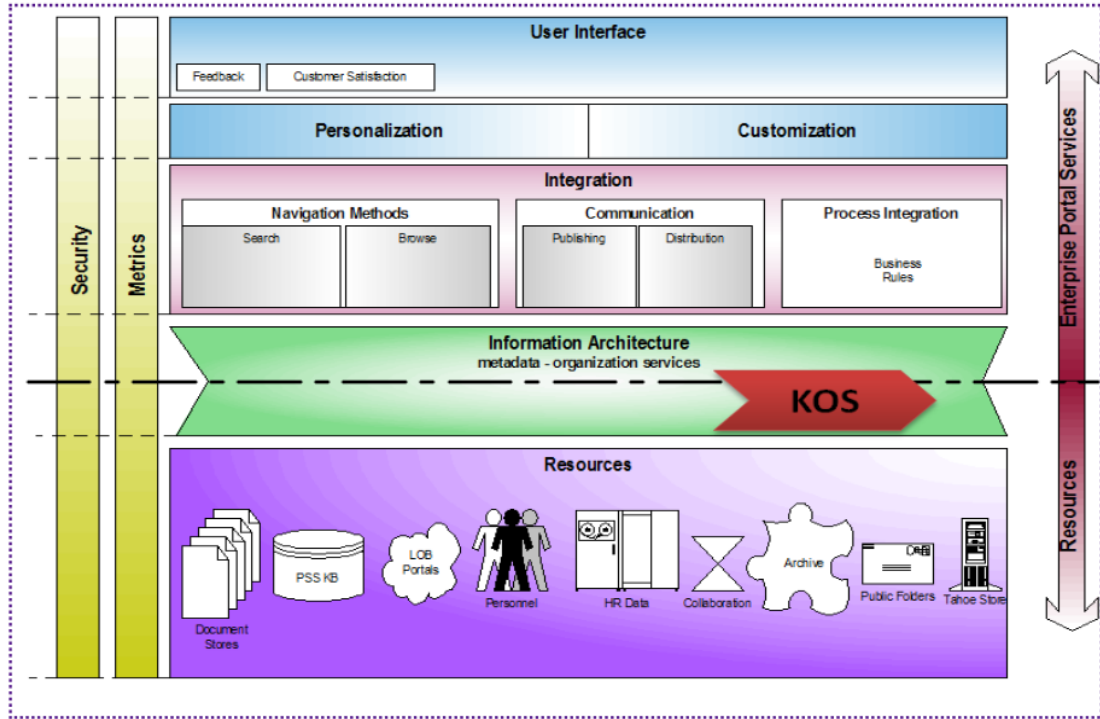 User Interface
Feedback
Customer Satisfaction
Personalization
Customization
Integration
Navigation Methods
Search
Browse
Communication
Publishing
Distribution
Process Integration
Business
Rules
Information Architecture
metadata - organization services
KOS
Resources
Document
Stores
PSS KB
LOB
Portals
Personnel
HR Data
Collaboration
Archive
Public Folders
Tahoe Store
Security
Metrics
Enterprise Portal Services
Resources